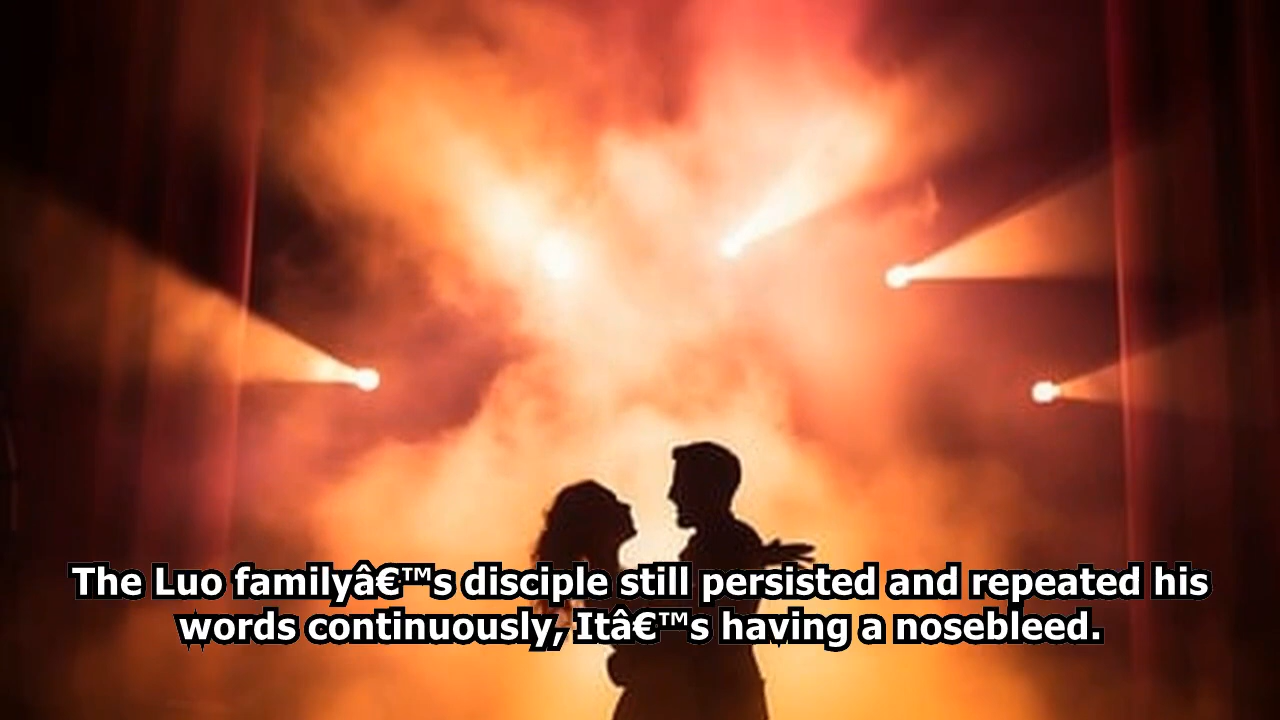 The Luo familyâ€™s disciple still persisted and repeated his
words continuously, Itâ€™s having a nosebleed.